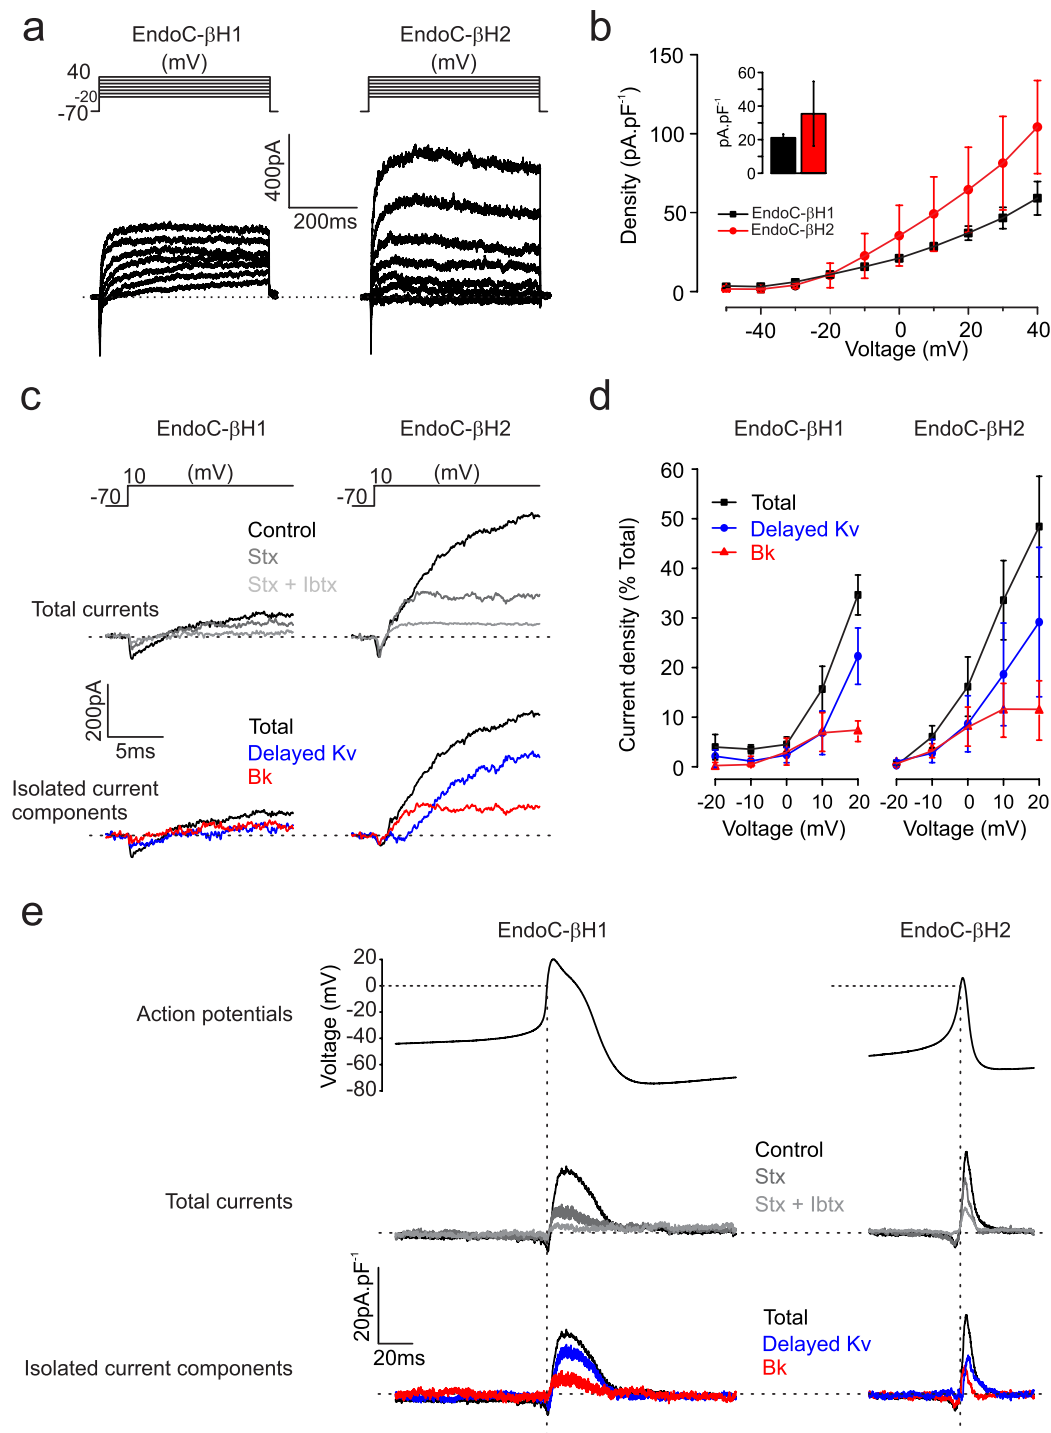 a
EndoC-βH1
(mV)
40
-20
-70
EndoC-βH2
(mV)
400pA
200ms
b
150
100
50
0
Density (pA.pF⁻¹)
60
40
20
0
pA.pF⁻¹
EndoC-βH1
EndoC-βH2
-40
-20
0
20
40
Voltage (mV)
c
EndoC-βH1
EndoC-βH2
10
(mV)
-70
10
(mV)
-70
Control
Stx
Stx + Ibtx
Total currents
200pA
5ms
Total
Delayed Kv
Bk
Isolated current
components
d
EndoC-βH1
EndoC-βH2
60
50
40
30
20
10
0
Current density (% Total)
Total
Delayed Kv
Bk
-20
-10
0
10
20
Voltage (mV)
-20
-10
0
10
20
Voltage (mV)
e
EndoC-βH1
EndoC-βH2
Action potentials
Voltage (mV)
20
0
-20
-40
-60
-80
Total currents
Control
Stx
Stx + Ibtx
20pA.pF⁻¹
20ms
Isolated current components
Total
Delayed Kv
Bk